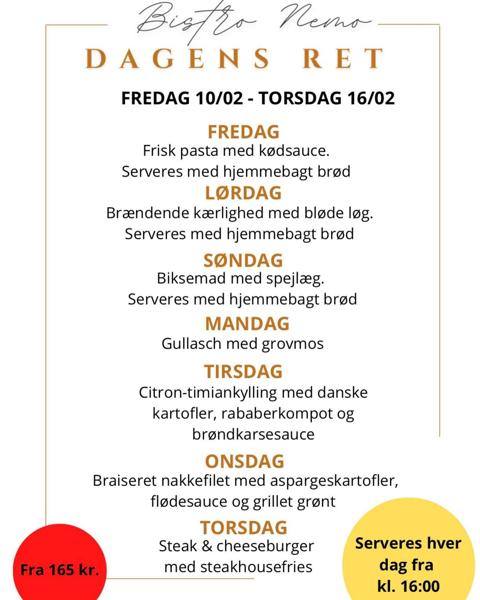 Bistro Nemo
DAGENS RET
FREDAG 10/02 - TORSDAG 16/02
FREDAG
Frisk pasta med kødsauce.
Serveres med hjemmebagt brød
LØRDAG
Brændende kærlighed med bløde løg.
Serveres med hjemmebagt brød
SØNDAG
Biksemad med spejlæg.
Serveres med hjemmebagt brød
MANDAG
Gullasch med grovmos
TIRSDAG
Citron-timiankylling med danske
kartofler, rababerkompot og
brøndkarsesauce
ONSDAG
Braiseret nakkefilet med aspargeskartofler,
flødesauce og grillet grønt
TORSDAG
Steak & cheeseburger
med steakhousefries
Fra 165 kr.
Serveres hver
dag fra
kl. 16:00